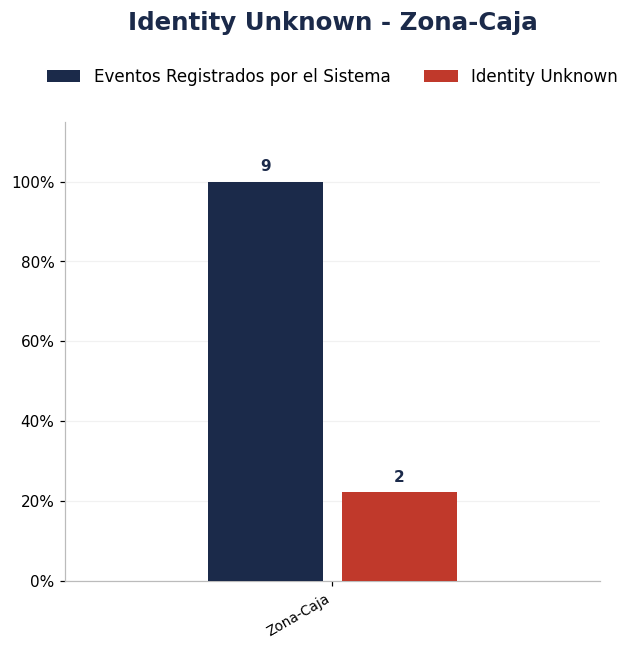 Identity Unknown - Zona-Caja
Eventos Registrados por el Sistema
Identity Unknown
100%
80%
60%
40%
20%
0%
9
2
Zona-Caja